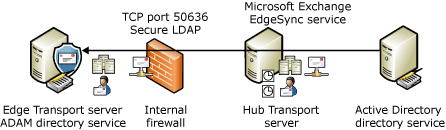 TCP port 50636
Secure LDAP
Microsoft Exchange
EdgeSync service
Edge Transport server
ADAM directory service
Internal
firewall
Hub Transport
server
Active Directory
directory service